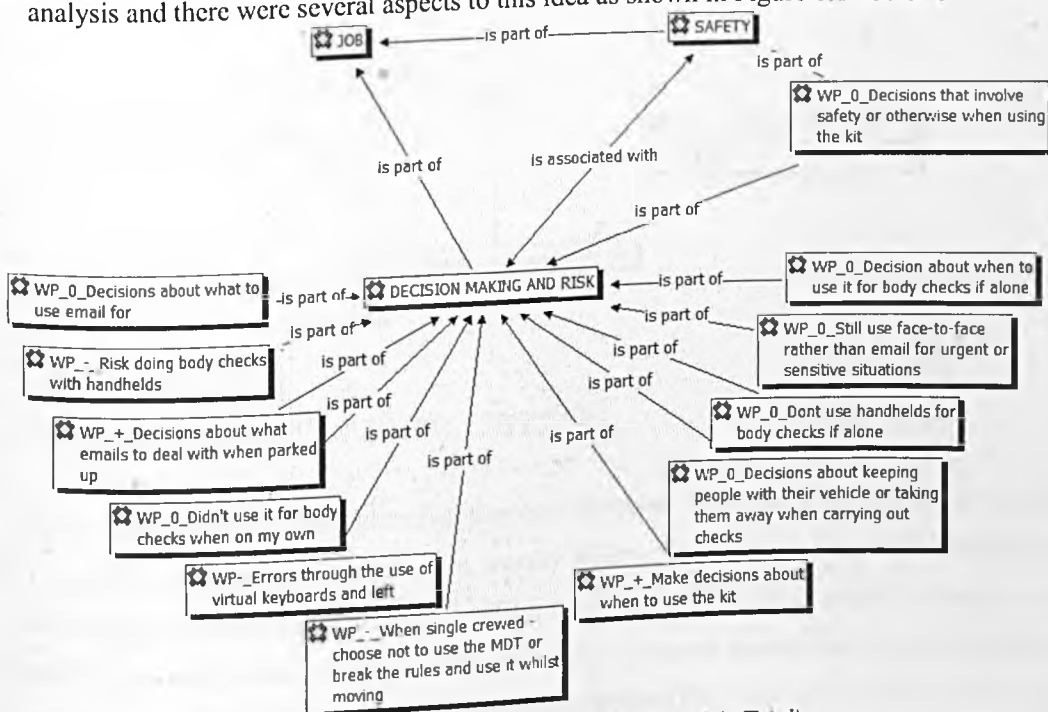 analysis and there were several aspects to this idea as shown in Figure
JOB
is part of
SAFETY
is part of
WP_0_Decisions that involve
safety or otherwise when using
the kit
is part of
is associated with
is part of
WP_0_Decisions about what to
use email for
is part of
DECISION MAKING AND RISK
is part of
WP_0_Decision about when to
use it for body checks if alone
WP_-_Risk doing body checks
with handhelds
is part of
is part of
WP_0_Still use face-to-face
rather than email for urgent or
sensitive situations
WP_+_Decisions about what
emails to deal with when parked
up
is part of
is part of
WP_0_Dont use handhelds for
body checks if alone
is part of
is part of
WP_0_Didn't use it for body
checks when on my own
is part of
is part of
WP_0_Decisions about keeping
people with their vehicle or taking
them away when carrying out
checks
WP-_Errors through the use of
virtual keyboards and left
is part of
is part of
WP_+_Make decisions about
when to use the kit
WP_-_When single crewed -
choose not to use the MDT or
break the rules and use it whilst
moving